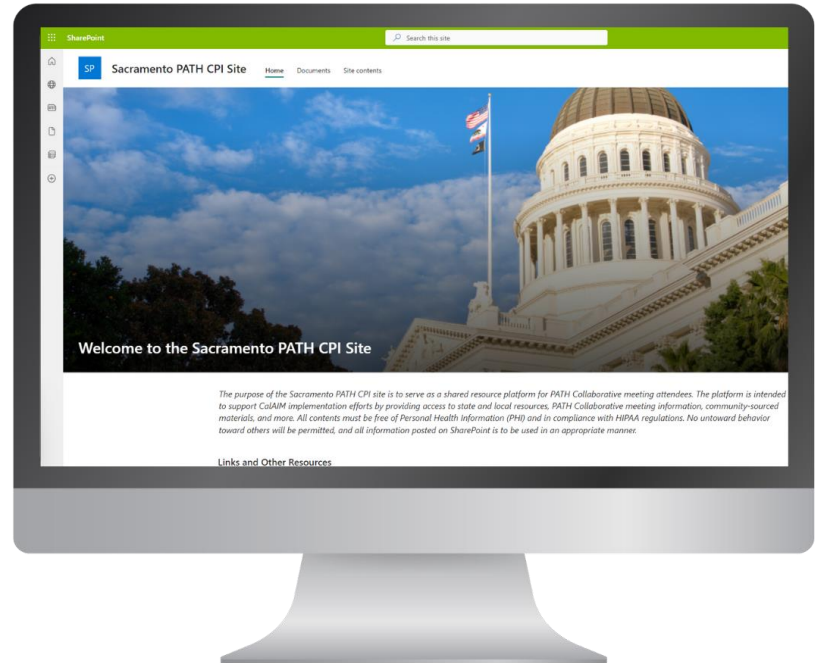 SharePoint
Search this site
SP
Sacramento PATH CPI Site
Home
Documents
Site contents
Welcome to the Sacramento PATH CPI Site
The purpose of the Sacramento PATH CPI site is to serve as a shared resource platform for PATH Collaborative meeting attendees. The platform is intended
to support CalAIM implementation efforts by providing access to state and local resources, PATH Collaborative meeting information, community-sourced
materials, and more. All contents must be free of Personal Health Information (PHI) and in compliance with HIPAA regulations. No untoward behavior
toward others will be permitted, and all information posted on SharePoint is to be used in an appropriate manner.
Links and Other Resources